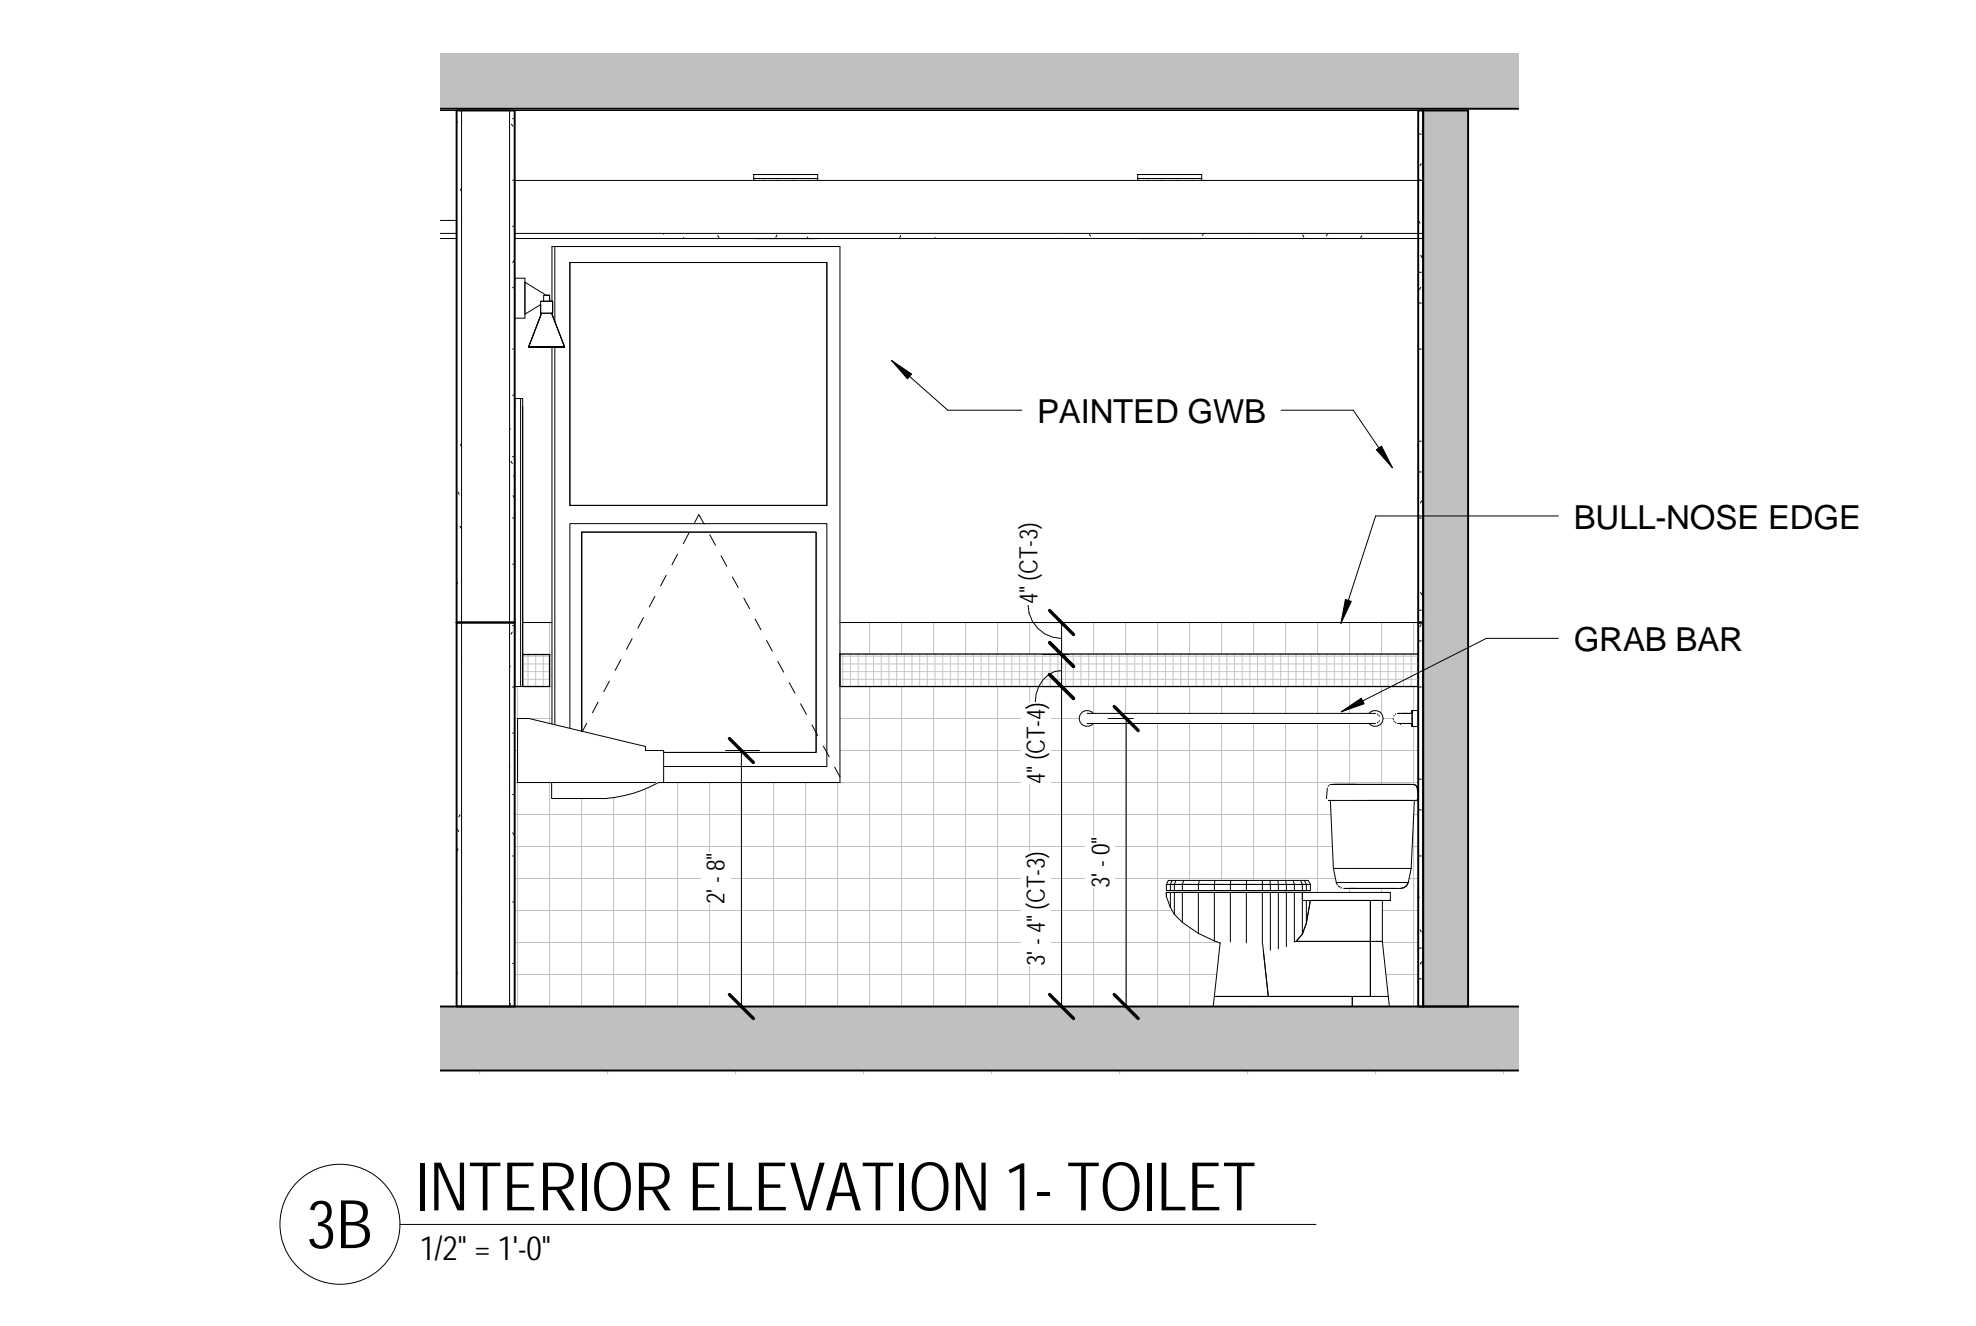 PAINTED GWB
BULL-NOSE EDGE
4" (CT-3)
GRAB BAR
4" (CT-4)
2' - 8"
3' - 4" (CT-3)
3' - 0"
3B
INTERIOR ELEVATION 1- TOILET
1/2" = 1'-0"